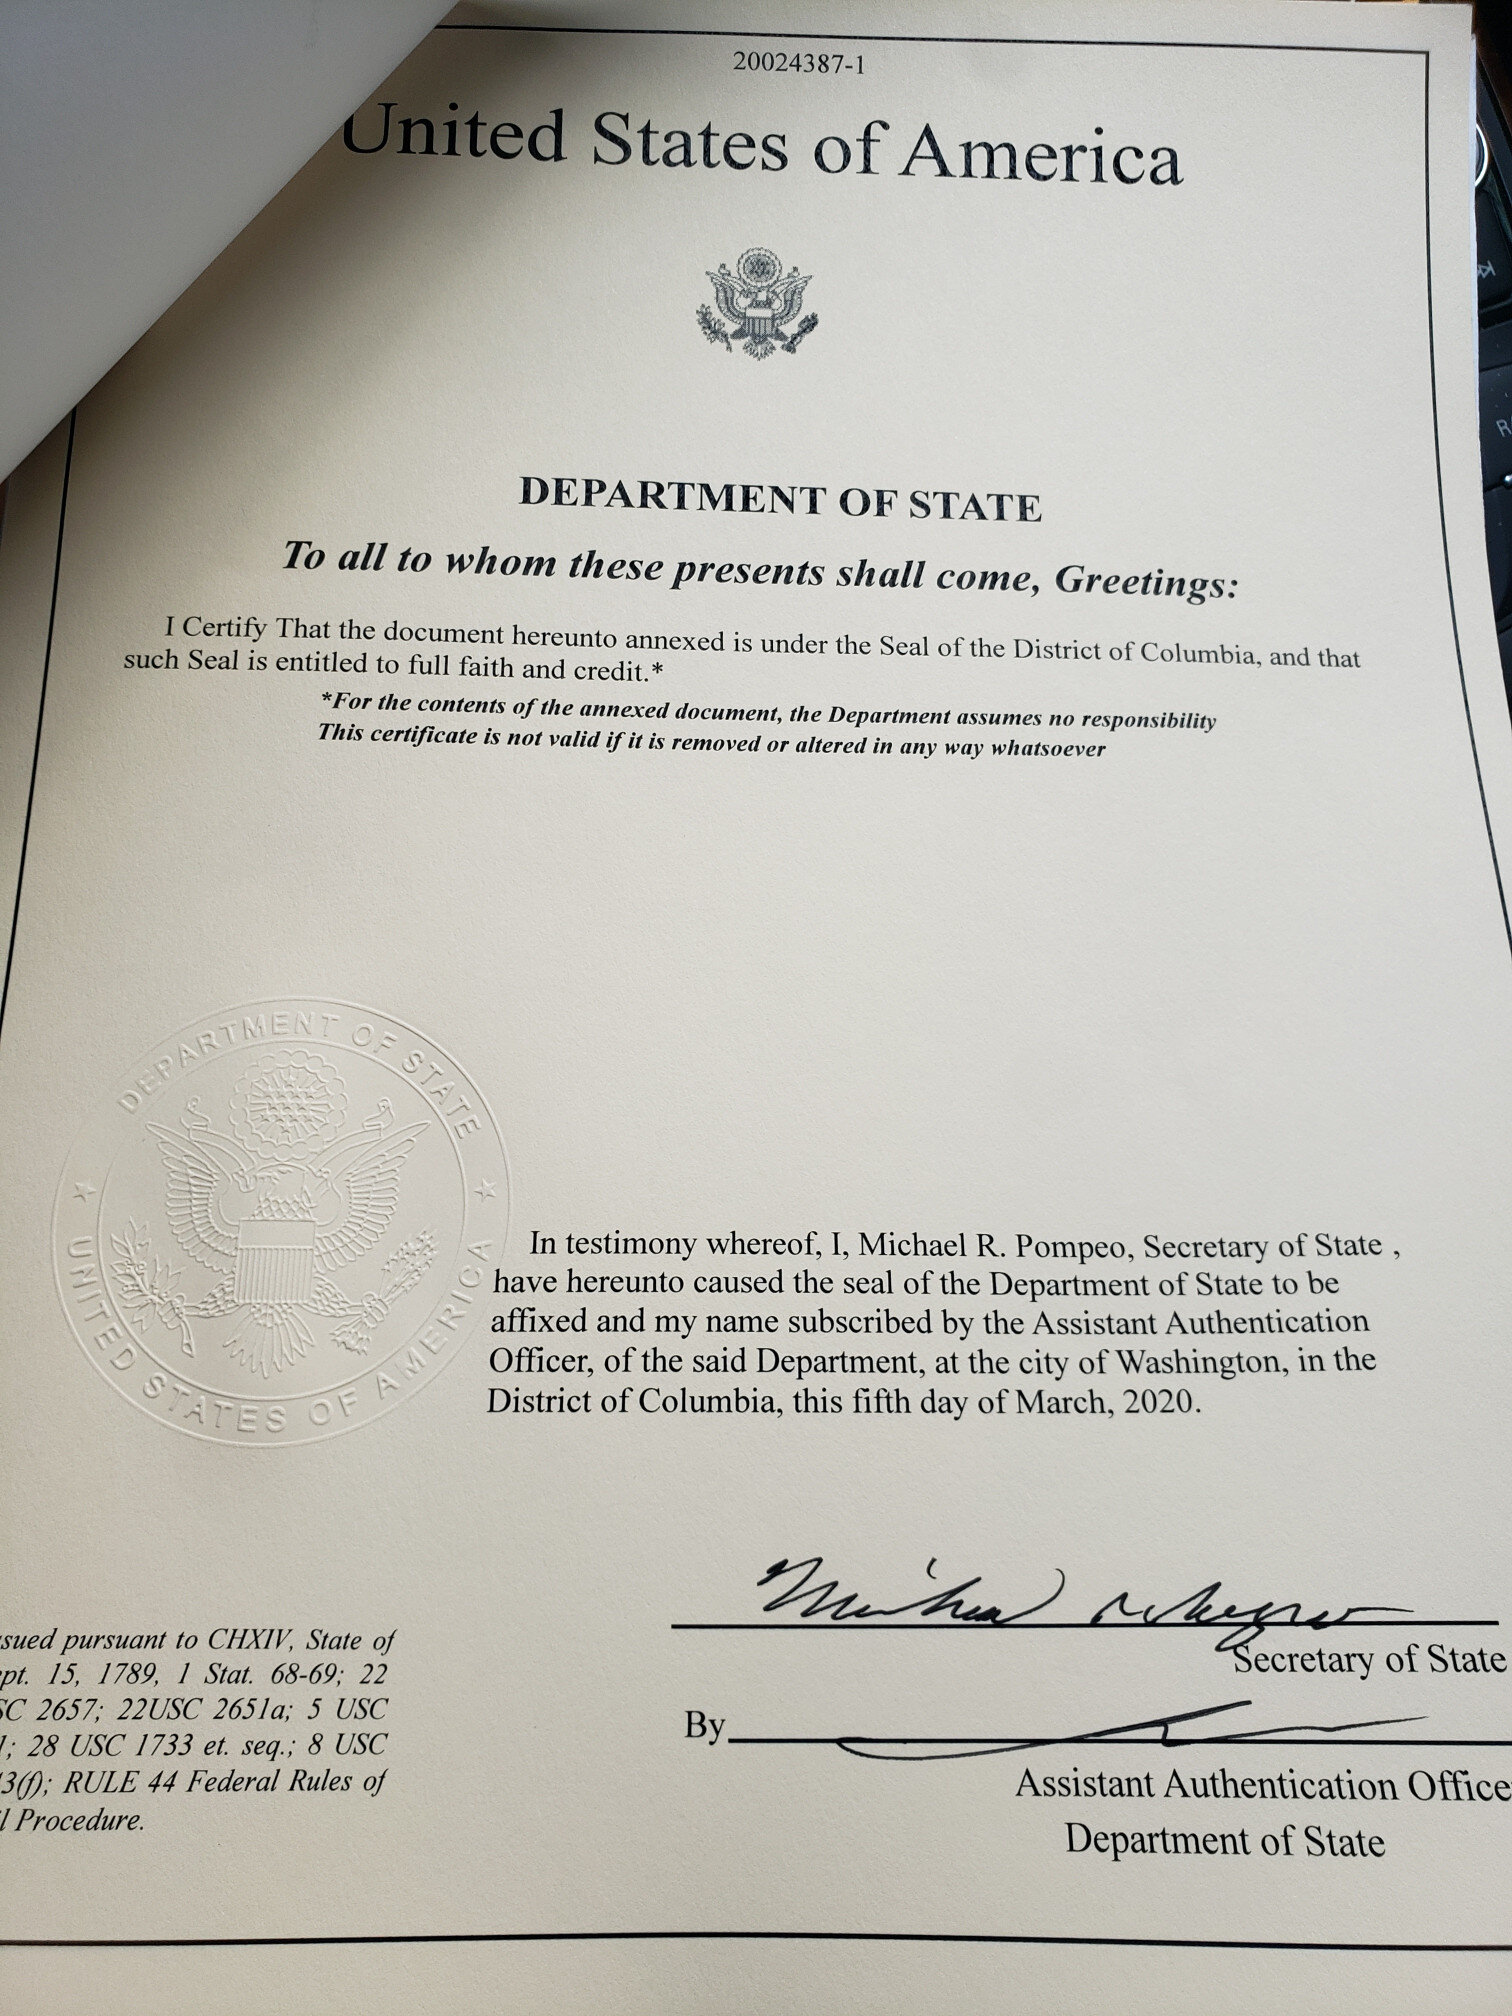 20024387-1
United States of America
DEPARTMENT OF STATE
To all to whom these presents shall come, Greetings:
I Certify That the document hereunto annexed is under the Seal of the District of Columbia, and that
such Seal is entitled to full faith and credit.*
*For the contents of the annexed document, the Department assumes no responsibility
This certificate is not valid if it is removed or altered in any way whatsoever
DEPARTMENT OF STATE
★ UNITED STATES OF AMERICA ★
In testimony whereof, I, Michael R. Pompeo, Secretary of State ,
have hereunto caused the seal of the Department of State to be
affixed and my name subscribed by the Assistant Authentication
Officer, of the said Department, at the city of Washington, in the
District of Columbia, this fifth day of March, 2020.
Secretary of State
By
Assistant Authentication Office
Department of State
ssued pursuant to CHXIV, State of
pt. 15, 1789, 1 Stat. 68-69; 22
SC 2657; 22USC 2651a; 5 USC
1; 28 USC 1733 et. seq.; 8 USC
3(f); RULE 44 Federal Rules of
l Procedure.